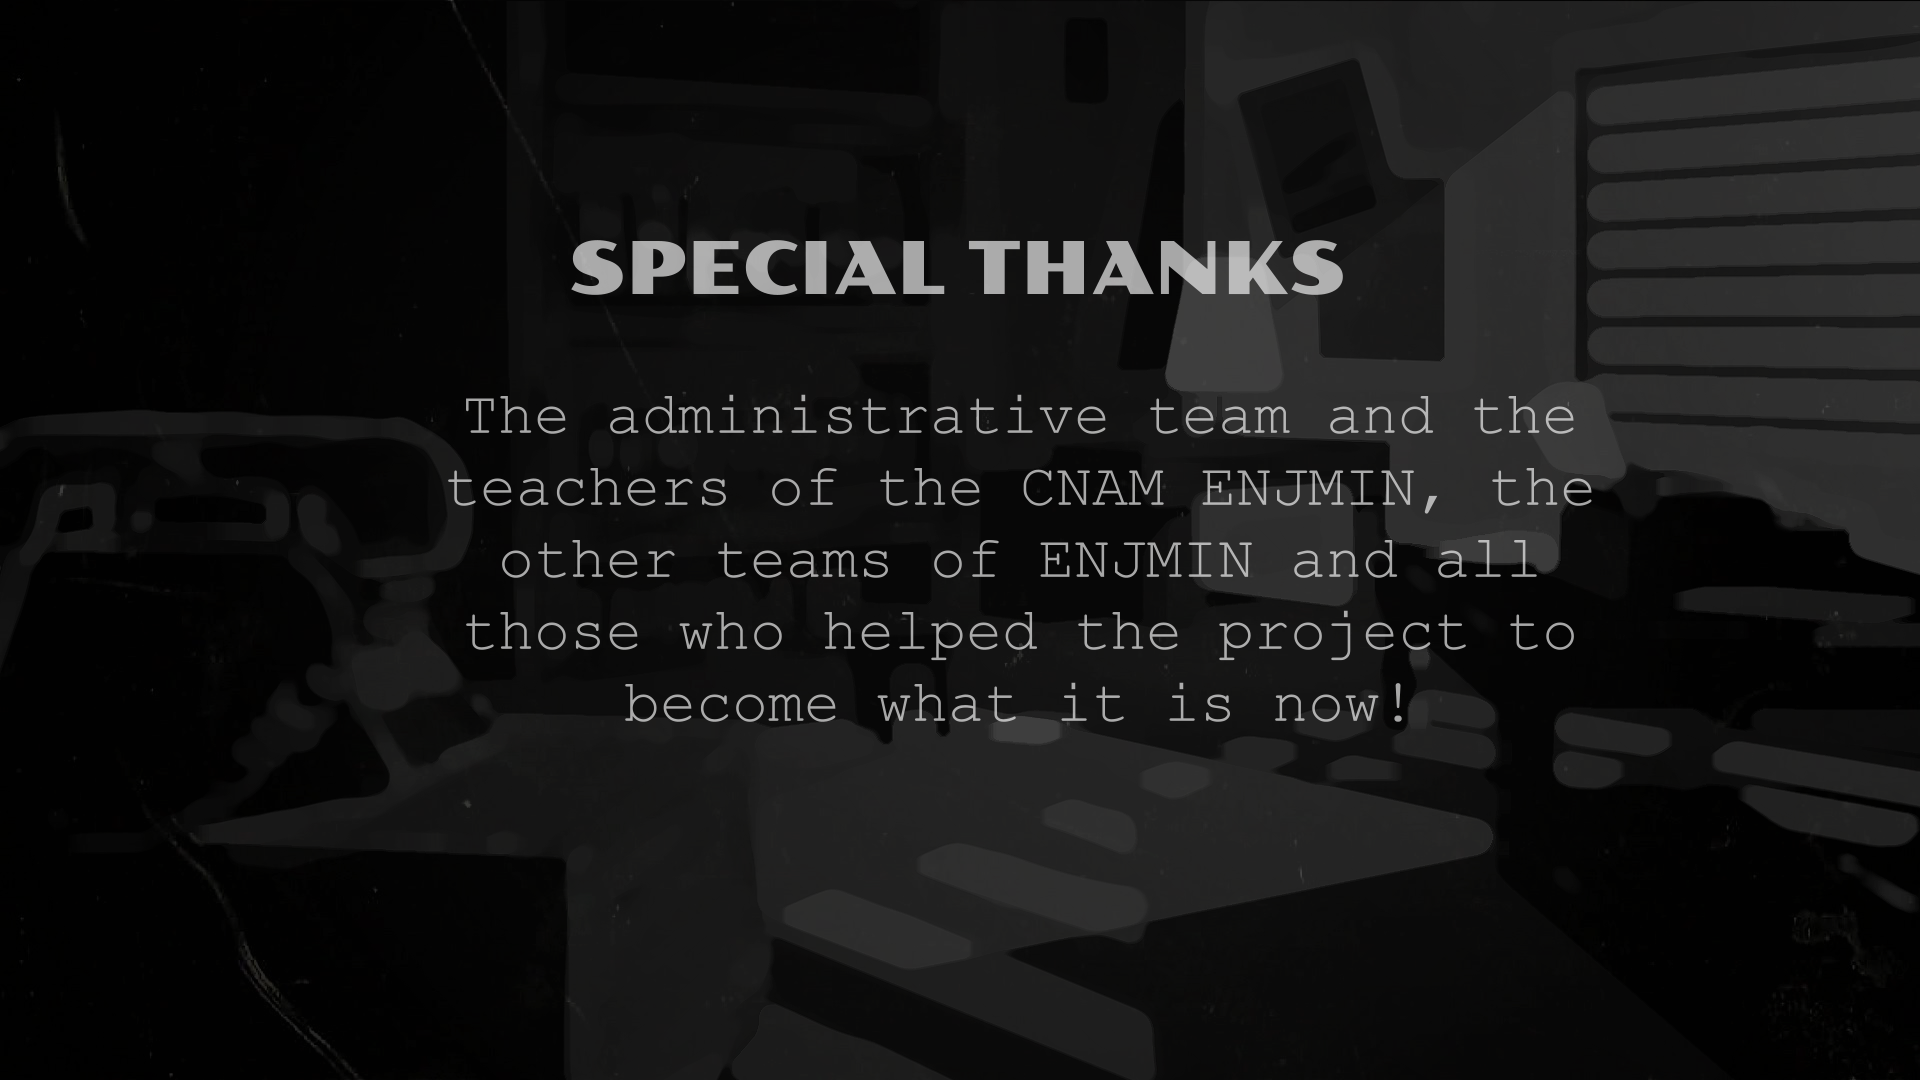 SPECIAL THANKS
The administrative team and the
teachers of the CNAM ENJMIN, the
other teams of ENJMIN and all
those who helped the project to
become what it is now!